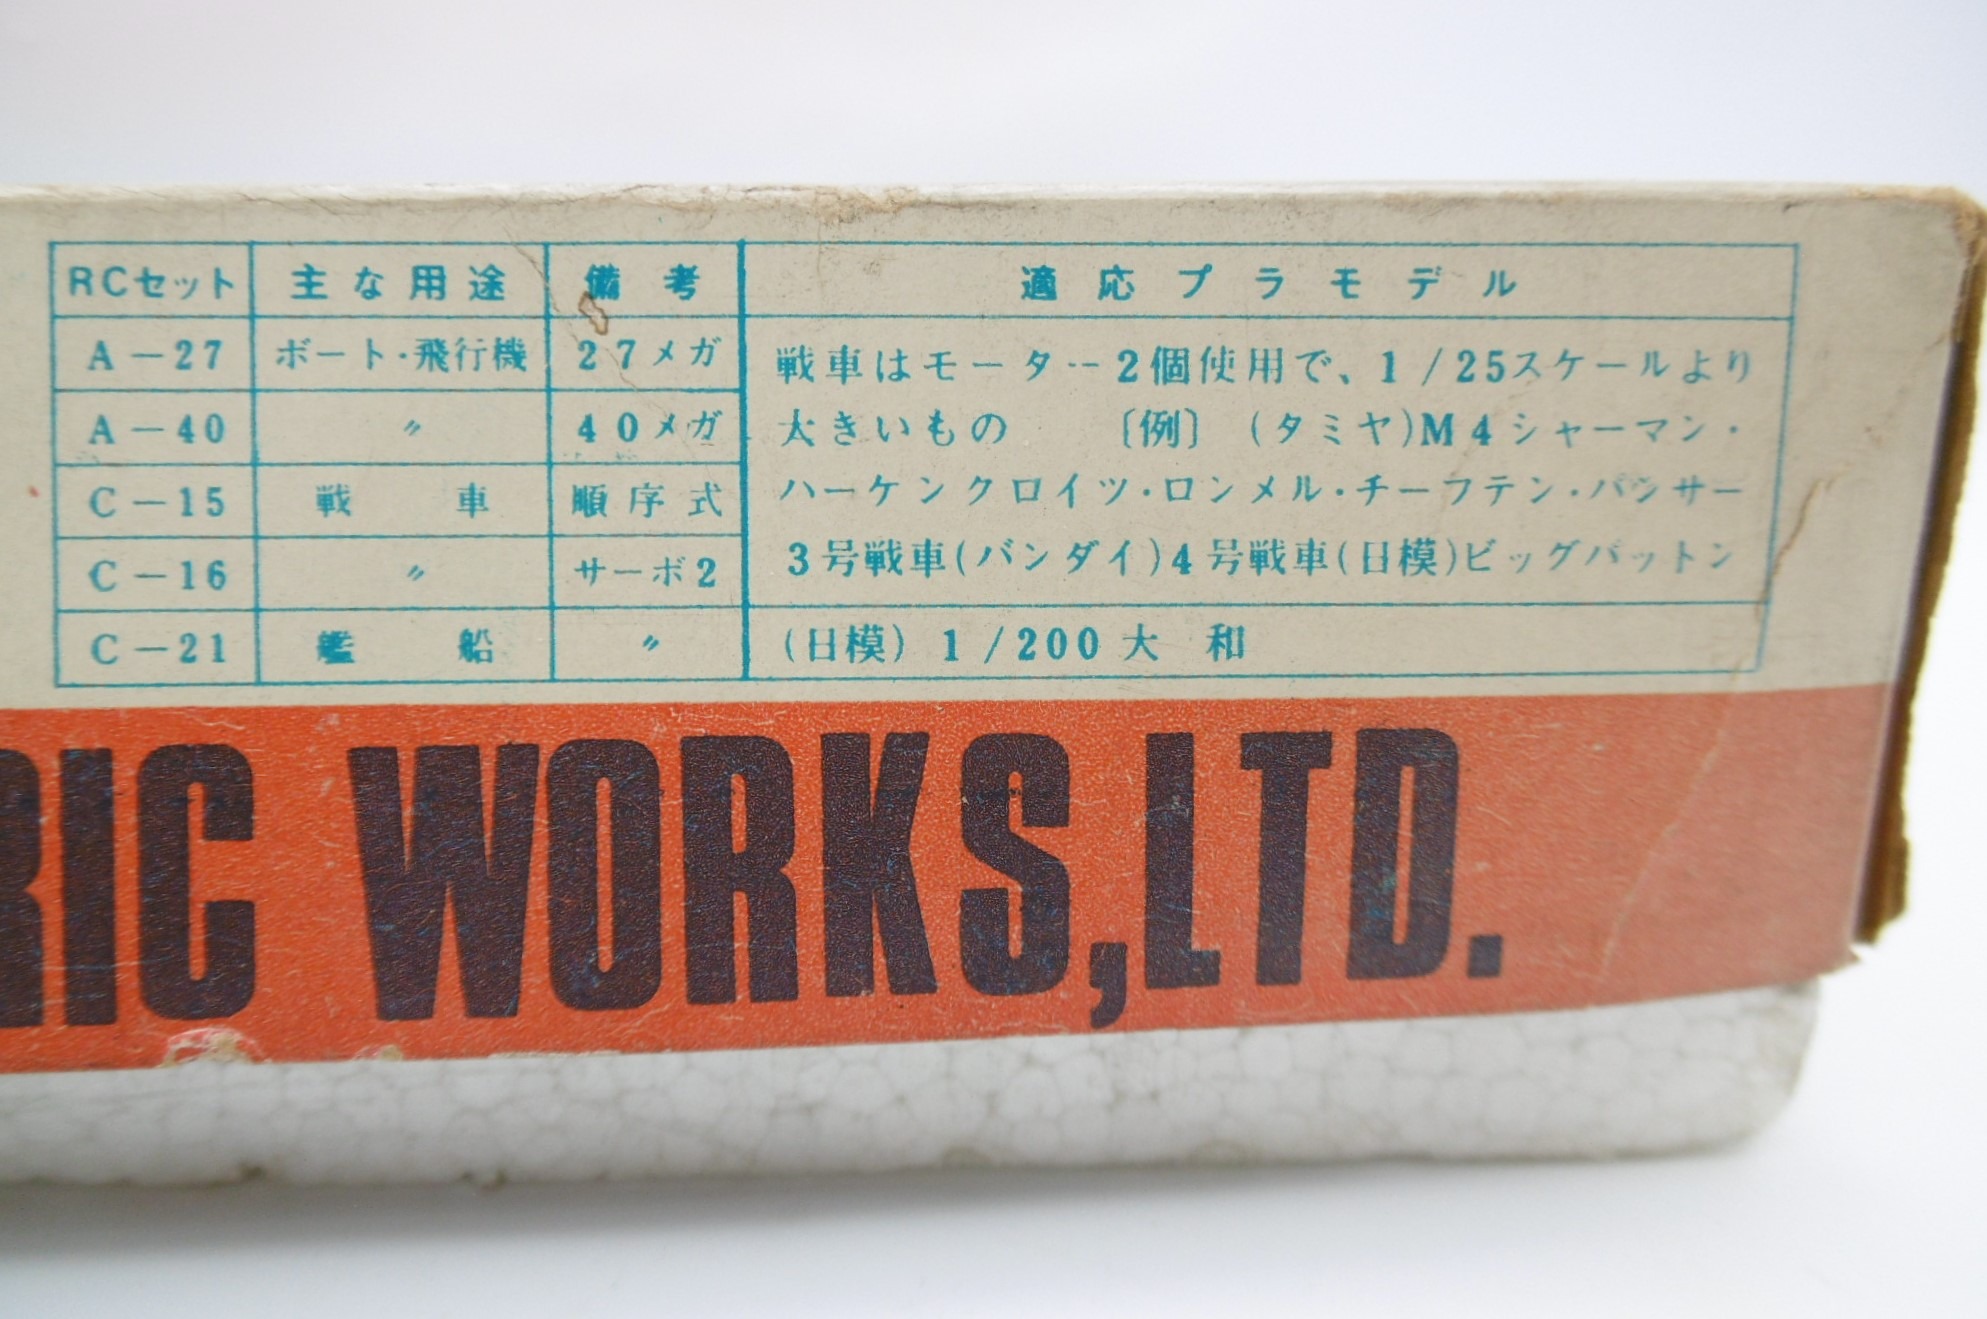 RCセット 主な用途 備考 適応プラモデル
A-27 ボート・飛行機 27メガ
A-40 〃 40メガ
C-15 戦車 順序式
C-16 〃 サーボ2
C-21 艦船 〃
戦車はモーター2個使用で、1/25スケールより
大きいもの 〔例〕 (タミヤ)M4シャーマン・
ハーケンクロイツ・ロンメル・チーフテン・パンサー
3号戦車(バンダイ)4号戦車(日模)ビッグパットン
(日模) 1/200 大和
RIC WORKS,LTD.